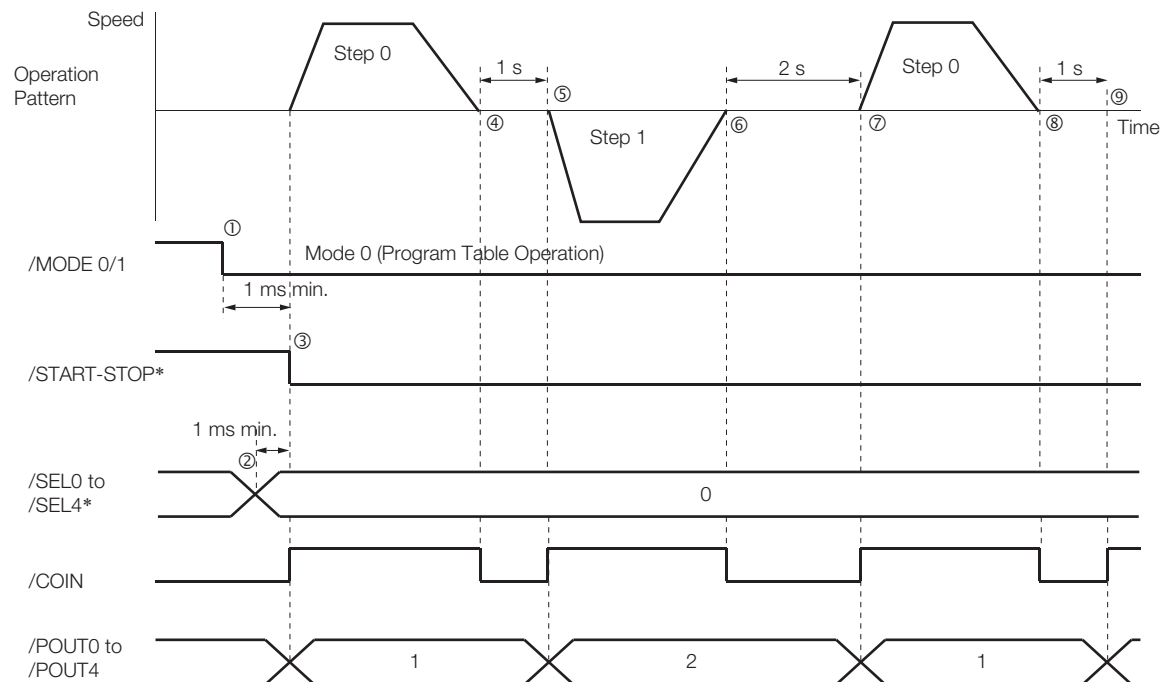 Speed
Operation
Pattern
Step 0
1 s
⑤
④
Step 1
2 s
⑥
⑦
Step 0
1 s
⑨
⑧
Time
①
/MODE 0/1
Mode 0 (Program Table Operation)
1 ms min.
③
/START-STOP*
1 ms min.
②
/SEL0 to
/SEL4*
0
/COIN
/POUT0 to
/POUT4
1
2
1